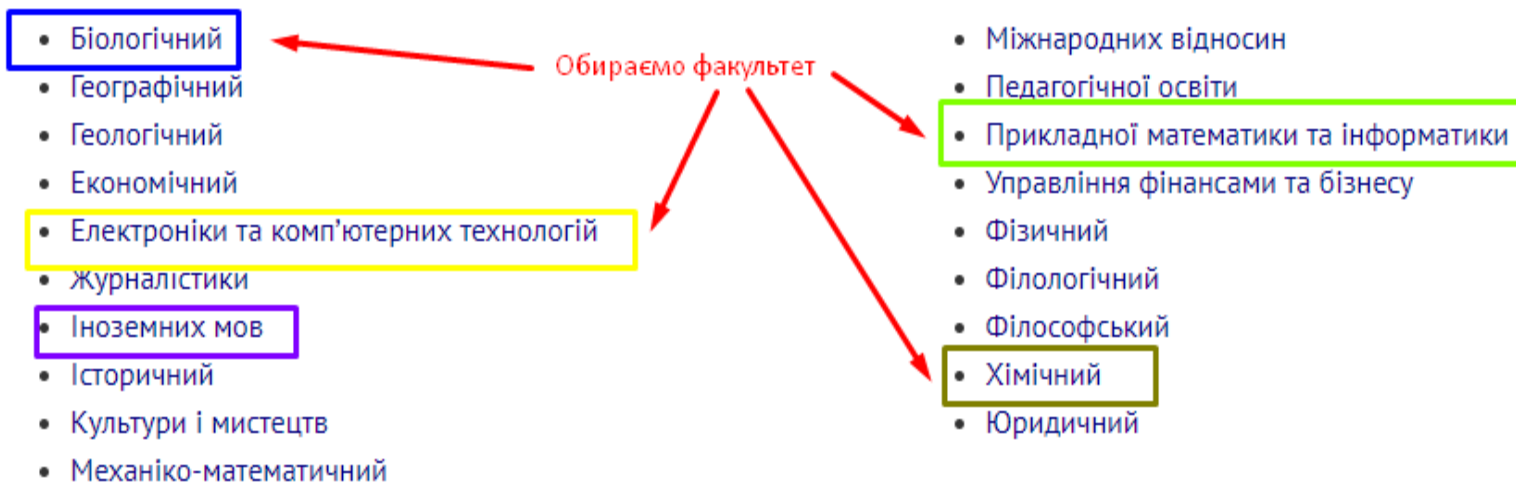 • Біологічний
• Географічний
• Геологічний
• Економічний
• Електроніки та комп'ютерних технологій
• Журналістики
• Іноземних мов
• Історичний
• Культури і мистецтв
• Механіко-математичний
Обираємо факультет
• Міжнародних відносин
• Педагогічної освіти
• Прикладної математики та інформатики
• Управління фінансами та бізнесу
• Фізичний
• Філологічний
• Філософський
• Хімічний
• Юридичний